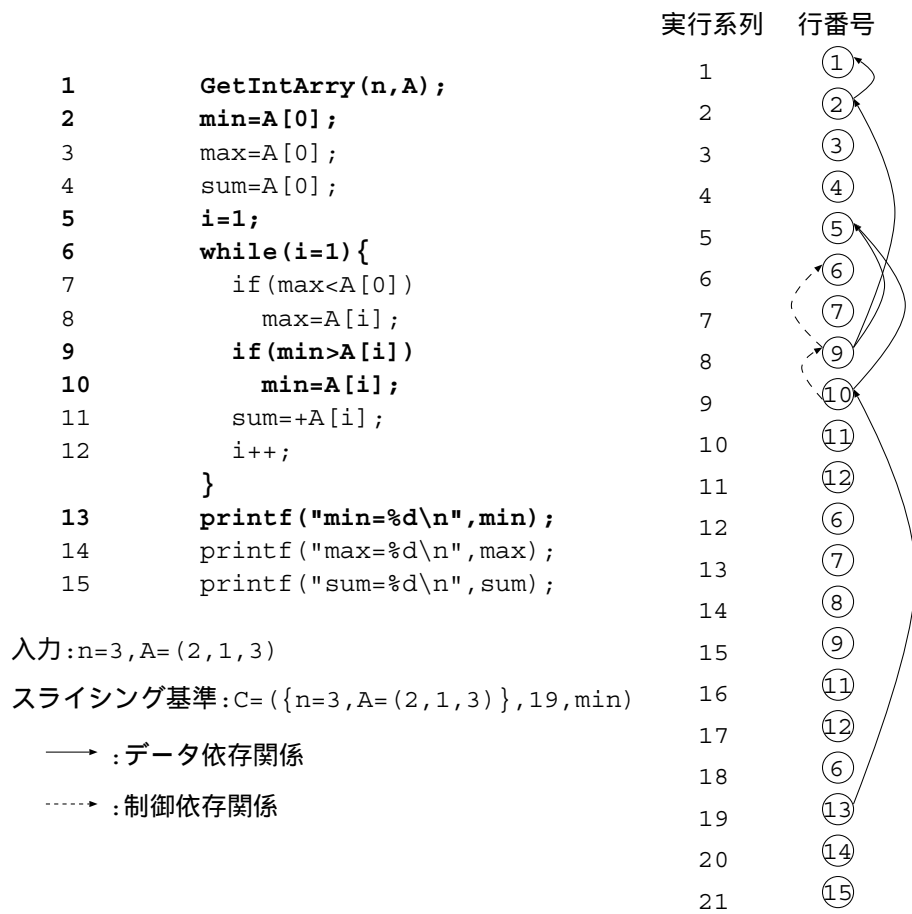 実行系列 行番号
1 GetIntArry(n,A);
2 min=A[0];
3 max=A[0];
4 sum=A[0];
5 i=1;
6 while(i=1){
7 if(max<A[0])
8 max=A[i];
9 if(min>A[i])
10 min=A[i];
11 sum=+A[i];
12 i++;
}
13 printf("min=%d\n",min);
14 printf("max=%d\n",max);
15 printf("sum=%d\n",sum);
入力:n=3,A=(2,1,3)
スライシング基準:C=({n=3,A=(2,1,3)},19,min)
:データ依存関係
:制御依存関係
1 1
2 2
3 3
4 4
5 5
6 6
7 7
8 9
9 10
10 11
11 12
12 6
13 7
14 8
15 9
16 11
17 12
18 6
19 13
20 14
21 15